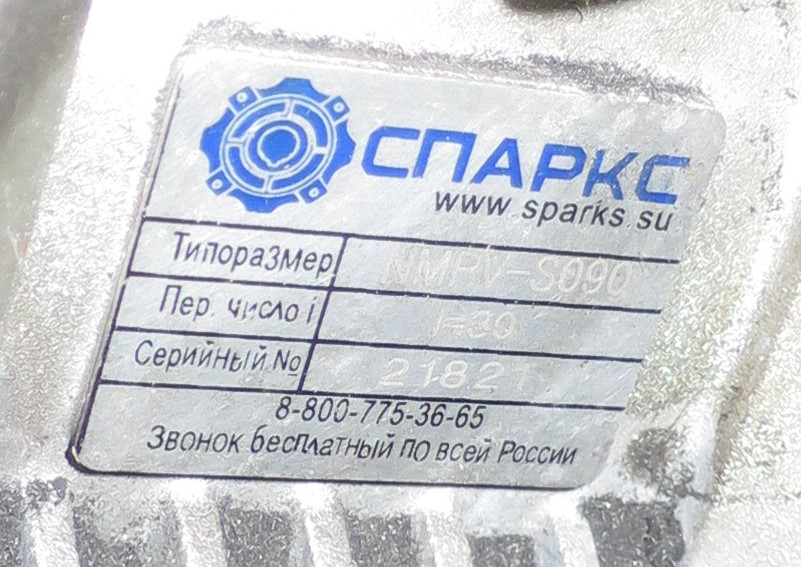 СПАРКС
www.sparks.su
Типоразмер NMRV-S090
Пер. число i i=30
Серийный № 21821
8-800-775-36-65
Звонок бесплатный по всей России